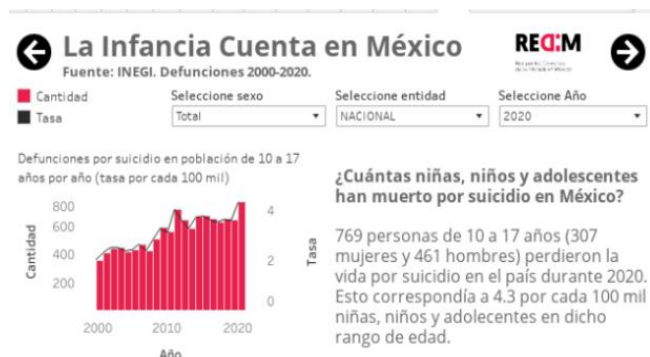 La Infancia Cuenta en México
Fuente: INEGI. Defunciones 2000-2020.
REDIM
Cantidad
Tasa
Seleccione sexo
Total
Seleccione entidad
NACIONAL
Seleccione Año
2020
Defunciones por suicidio en población de 10 a 17
años por año (tasa por cada 100 mil)
Cantidad
800
600
400
200
4
2
0
Tasa
2000
2010
2020
Año
¿Cuántas niñas, niños y adolescentes
han muerto por suicidio en México?
769 personas de 10 a 17 años (307
mujeres y 461 hombres) perdieron la
vida por suicidio en el país durante 2020.
Esto correspondía a 4.3 por cada 100 mil
niñas, niños y adolecentes en dicho
rango de edad.